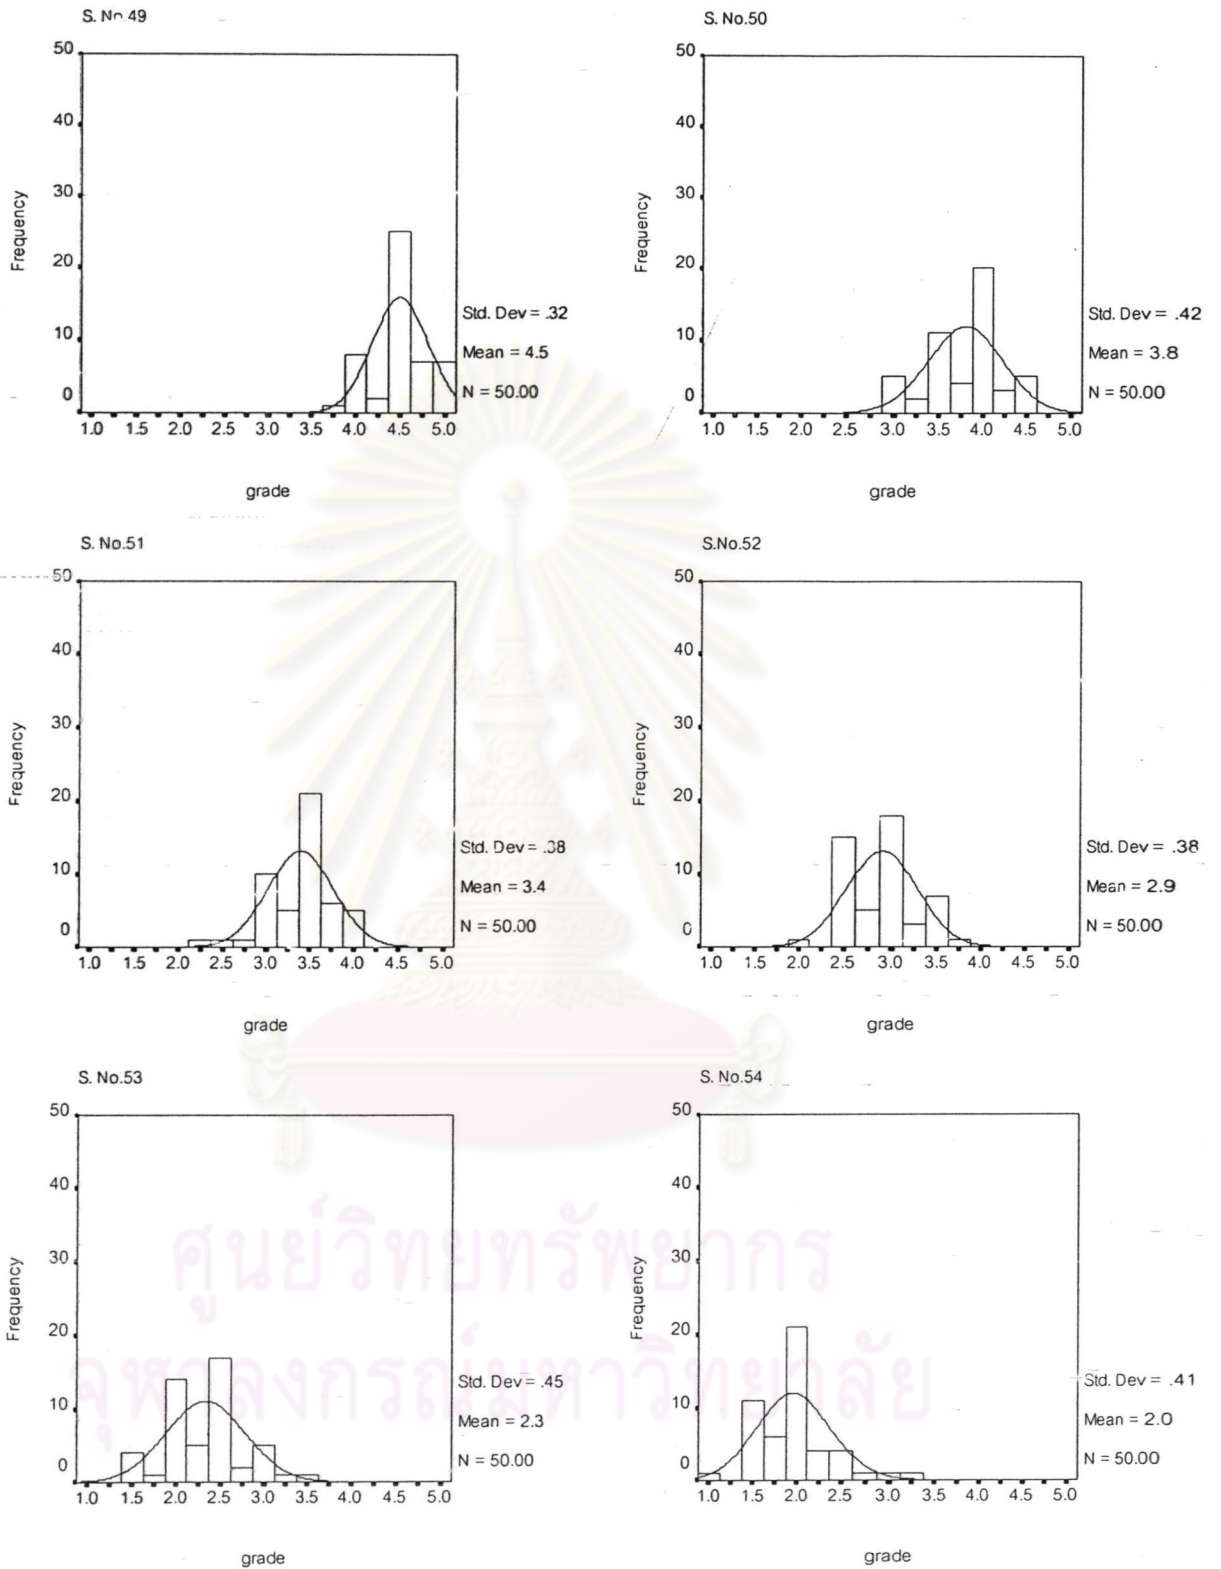 S. No.49
50
40
30
20
10
0
Frequency
1.0 1.5 2.0 2.5 3.0 3.5 4.0 4.5 5.0
grade
Std. Dev = .32
Mean = 4.5
N = 50.00
S. No.50
50
40
30
20
10
0
Frequency
1.0 1.5 2.0 2.5 3.0 3.5 4.0 4.5 5.0
grade
Std. Dev = .42
Mean = 3.8
N = 50.00
S. No.51
50
40
30
20
10
0
Frequency
1.0 1.5 2.0 2.5 3.0 3.5 4.0 4.5 5.0
grade
Std. Dev = .38
Mean = 3.4
N = 50.00
S.No.52
50
40
30
20
10
0
Frequency
1.0 1.5 2.0 2.5 3.0 3.5 4.0 4.5 5.0
grade
Std. Dev = .38
Mean = 2.9
N = 50.00
S. No.53
50
40
30
20
10
0
Frequency
1.0 1.5 2.0 2.5 3.0 3.5 4.0 4.5 5.0
grade
Std. Dev = .45
Mean = 2.3
N = 50.00
S. No.54
50
40
30
20
10
0
Frequency
1.0 1.5 2.0 2.5 3.0 3.5 4.0 4.5 5.0
grade
Std. Dev = .41
Mean = 2.0
N = 50.00
ศูนย์วิทยทรัพยากร
จุฬาลงกรณ์มหาวิทยาลัย